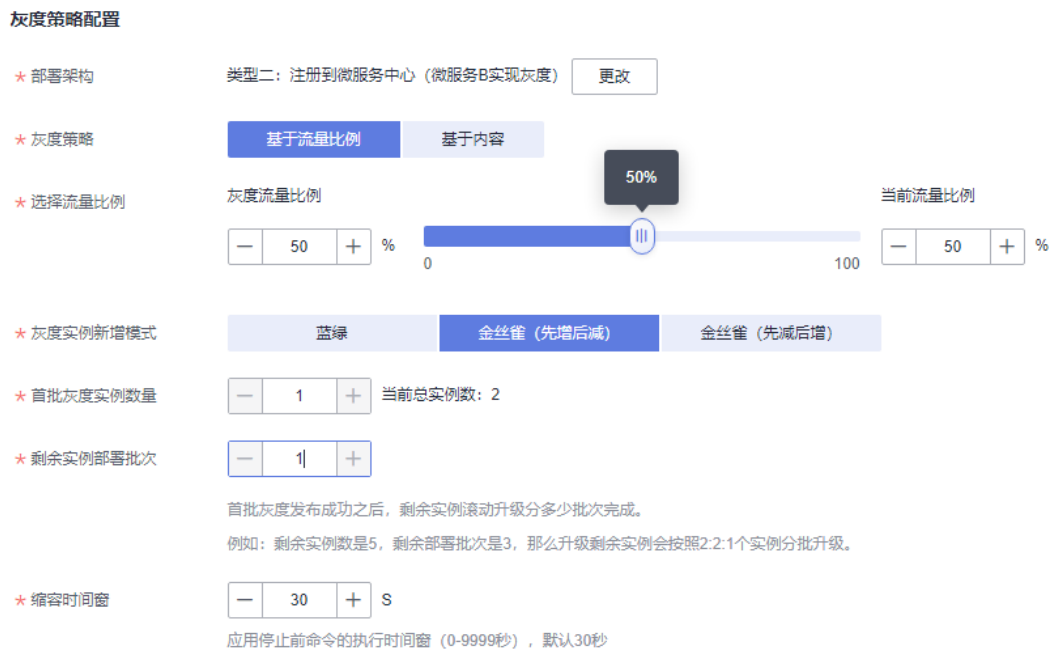 灰度策略配置
* 部署架构 类型二：注册到微服务中心（微服务B实现灰度） 更改
* 灰度策略 基于流量比例 基于内容
50%
* 选择流量比例 灰度流量比例 当前流量比例
— 50 + % — 50 + %
0 100
* 灰度实例新增模式 蓝绿 金丝雀（先增后减） 金丝雀（先减后增）
* 首批灰度实例数量 — 1 + 当前总实例数：2
* 剩余实例部署批次 — 1 +
首批灰度发布成功之后，剩余实例滚动升级分多少批次完成。
例如：剩余实例数是5，剩余部署批次是3，那么升级剩余实例会按照2:2:1个实例分批升级。
* 缩容时间窗 — 30 + S
应用停止前命令的执行时间窗（0-9999秒），默认30秒